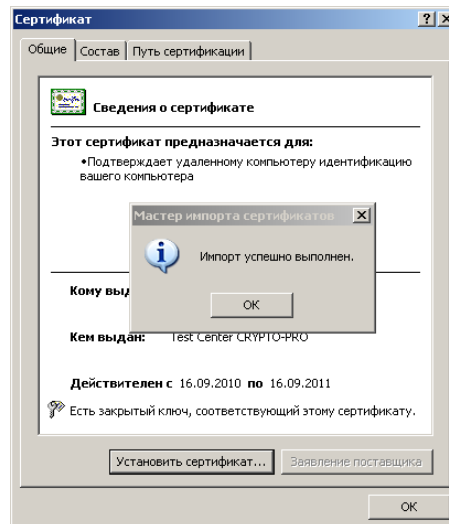 Сертификат
Общие Состав Путь сертификации
Сведения о сертификате
Этот сертификат предназначается для:
•Подтверждает удаленному компьютеру идентификацию
вашего компьютера
Мастер импорта сертификатов
Импорт успешно выполнен.
OK
Кому
Кем выдан: Test Center CRYPTO-PRO
Действителен с 16.09.2010 по 16.09.2011
Есть закрытый ключ, соответствующий этому сертификату.
Установить сертификат... Заявление поставщика
OK